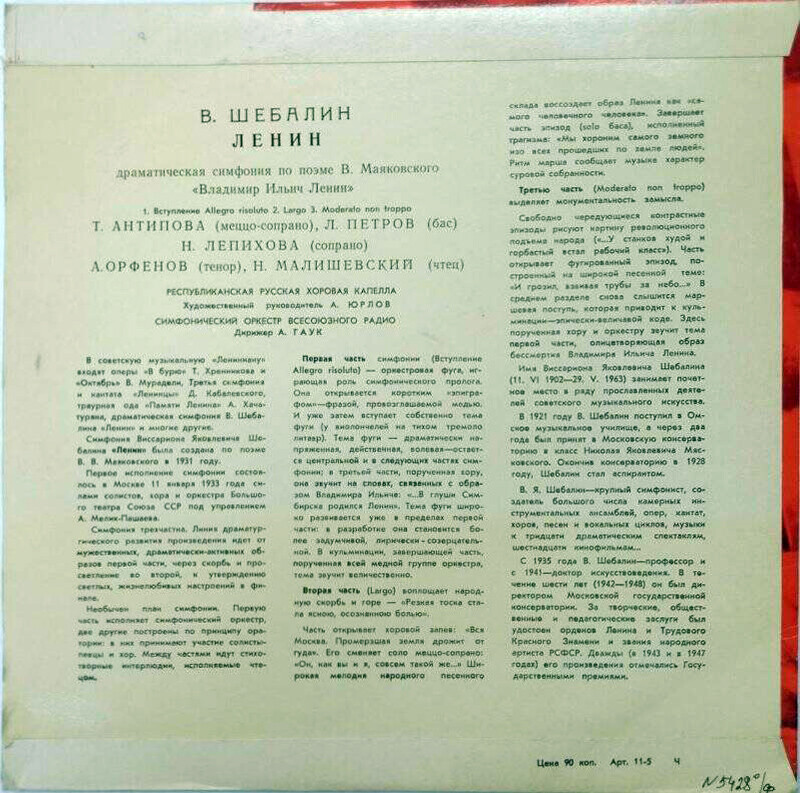 В. ШЕБАЛИН
ЛЕНИН
драматическая симфония по поэме В. Маяковского
«Владимир Ильич Ленин»
1. Вступление Allegro risoluto 2. Largo 3. Moderato non troppo
Т. АНТИПОВА (меццо-сопрано), Л. ПЕТРОВ (бас)
Н. ЛЕПИХОВА (сопрано)
А. ОРФЕНОВ (тенор), Н. МАЛИШЕВСКИЙ (чтец)
РЕСПУБЛИКАНСКАЯ РУССКАЯ ХОРОВАЯ КАПЕЛЛА
Художественный руководитель А. ЮРЛОВ
СИМФОНИЧЕСКИЙ ОРКЕСТР ВСЕСОЮЗНОГО РАДИО
Дирижер А. ГАУК
В советскую музыкальную «Лениниану»
входят оперы «В бурю» Т. Хренникова и
«Октябрь» В. Мурадели, Третья симфония
и кантата «Ленинцы» Д. Кабалевского,
траурная ода «Памяти Ленина» А. Хача-
туряна, драматическая симфония В. Шеба-
лина «Ленин» и многие другие.
Симфония Виссариона Яковлевича Ше-
балина «Ленин» была создана по поэме
В. В. Маяковского в 1931 году.
Первое исполнение симфонии состоя-
лось в Москве 11 января 1933 года си-
лами солистов, хора и оркестра Большо-
го театра Союза ССР под управлением
А. Мелик-Пашаева.
Симфония трехчастна. Линия драматур-
гического развития произведения идет от
мужественных, драматически-активных об-
разов первой части, через скорбь и про-
светление во второй, к утверждению
светлых, жизнелюбивых настроений в фи-
нале.
Необычен план симфонии. Первую
часть исполняет симфонический оркестр,
две другие построены по принципу ора-
тории: в них принимают участие солисты-
певцы и хор. Между частями идут стихо-
творные интерлюдии, исполняемые чте-
цом.
Первая часть симфонии (Вступление
Allegro risoluto) — оркестровая фуга, иг-
рающая роль симфонического пролога.
Она открывается коротким «эпигра-
фом»—фразой, провозглашаемой медью.
И уже затем вступает собственно тема
фуги (у виолончелей на тихом тремоло
литавр). Тема фуги — драматически на-
пряженная, действенная, волевая—остает-
ся центральной и в следующих частях сим-
фонии; в третьей части, порученная хору,
она звучит на словах, связанных с обра-
зом Владимира Ильича: «...В глуши Симби-
рска родился Ленин». Тема фуги широ-
ко развивается уже в пределах первой
части: в разработке она становится бо-
лее задумчивой, лирически-созерцатель-
ной. В кульминации, завершающей часть,
порученная всей медной группе оркестра,
тема звучит величественно.
Вторая часть (Largo) воплощает народ-
ную скорбь и горе — «Резкая тоска ста-
ла ясною, осознанною болью».
Часть открывает хоровой запев: «Вся
Москва. Промерзшая земля дрожит от
гуда». Его сменяет соло меццо-сопрано:
«Он, как вы и я, совсем такой же...» Ши-
рокая мелодия народного песенного
склада воссоздает образ Ленина как «са-
мого человечного человека». Завершает
часть эпизод (solo баса), исполненный
трагизма: «Мы хороним самого земного
изо всех прошедших по земле людей».
Ритм марша сообщает музыке характер
суровой собранности.
Третью часть (Moderato non troppo)
выделяет монументальность замысла.
Свободно чередующиеся контрастные
эпизоды рисуют картину революционного
подъема народа («...У станков худой и
горбастый встал рабочий класс»). Часть
открывает фугированный эпизод, по-
строенный на широкой песенной теме:
«И грозил, взвивая трубы за небо...» В
среднем разделе снова слышится мар-
шевая поступь, которая приводит к куль-
минации—эпически-величавой коде. Здесь
порученная хору и оркестру звучит тема
первой части, олицетворяющая образ
бессмертия Владимира Ильича Ленина.
Имя Виссариона Яковлевича Шебалина
(11. VI 1902—29. V. 1963) занимает почет-
ное место в ряду прославленных деяте-
лей советского музыкального искусства.
В 1921 году В. Шебалин поступил в Ом-
ское музыкальное училище, а через два
года был принят в Московскую консерва-
торию в класс Николая Яковлевича Мяс-
ковского. Окончив консерваторию в 1928
году, Шебалин стал аспирантом.
В. Я. Шебалин—крупный симфонист, со-
здатель большого числа камерных ин-
струментальных ансамблей, опер, кантат,
хоров, песен и вокальных циклов, музыки
к тридцати драматическим спектаклям,
шестнадцати кинофильмам...
С 1935 года В. Шебалин—профессор и
с 1941—доктор искусствоведения. В те-
чение шести лет (1942—1948) он был ди-
ректором Московской государственной
консерватории. За творческие, общест-
венные и педагогические заслуги был
удостоен орденов Ленина и Трудового
Красного Знамени и звания народного
артиста РСФСР. Дважды (в 1943 и в 1947
годах) его произведения отмечались Госу-
дарственными премиями.
Цена 90 коп. Арт. 11-5 Ч
N 5428°/ф